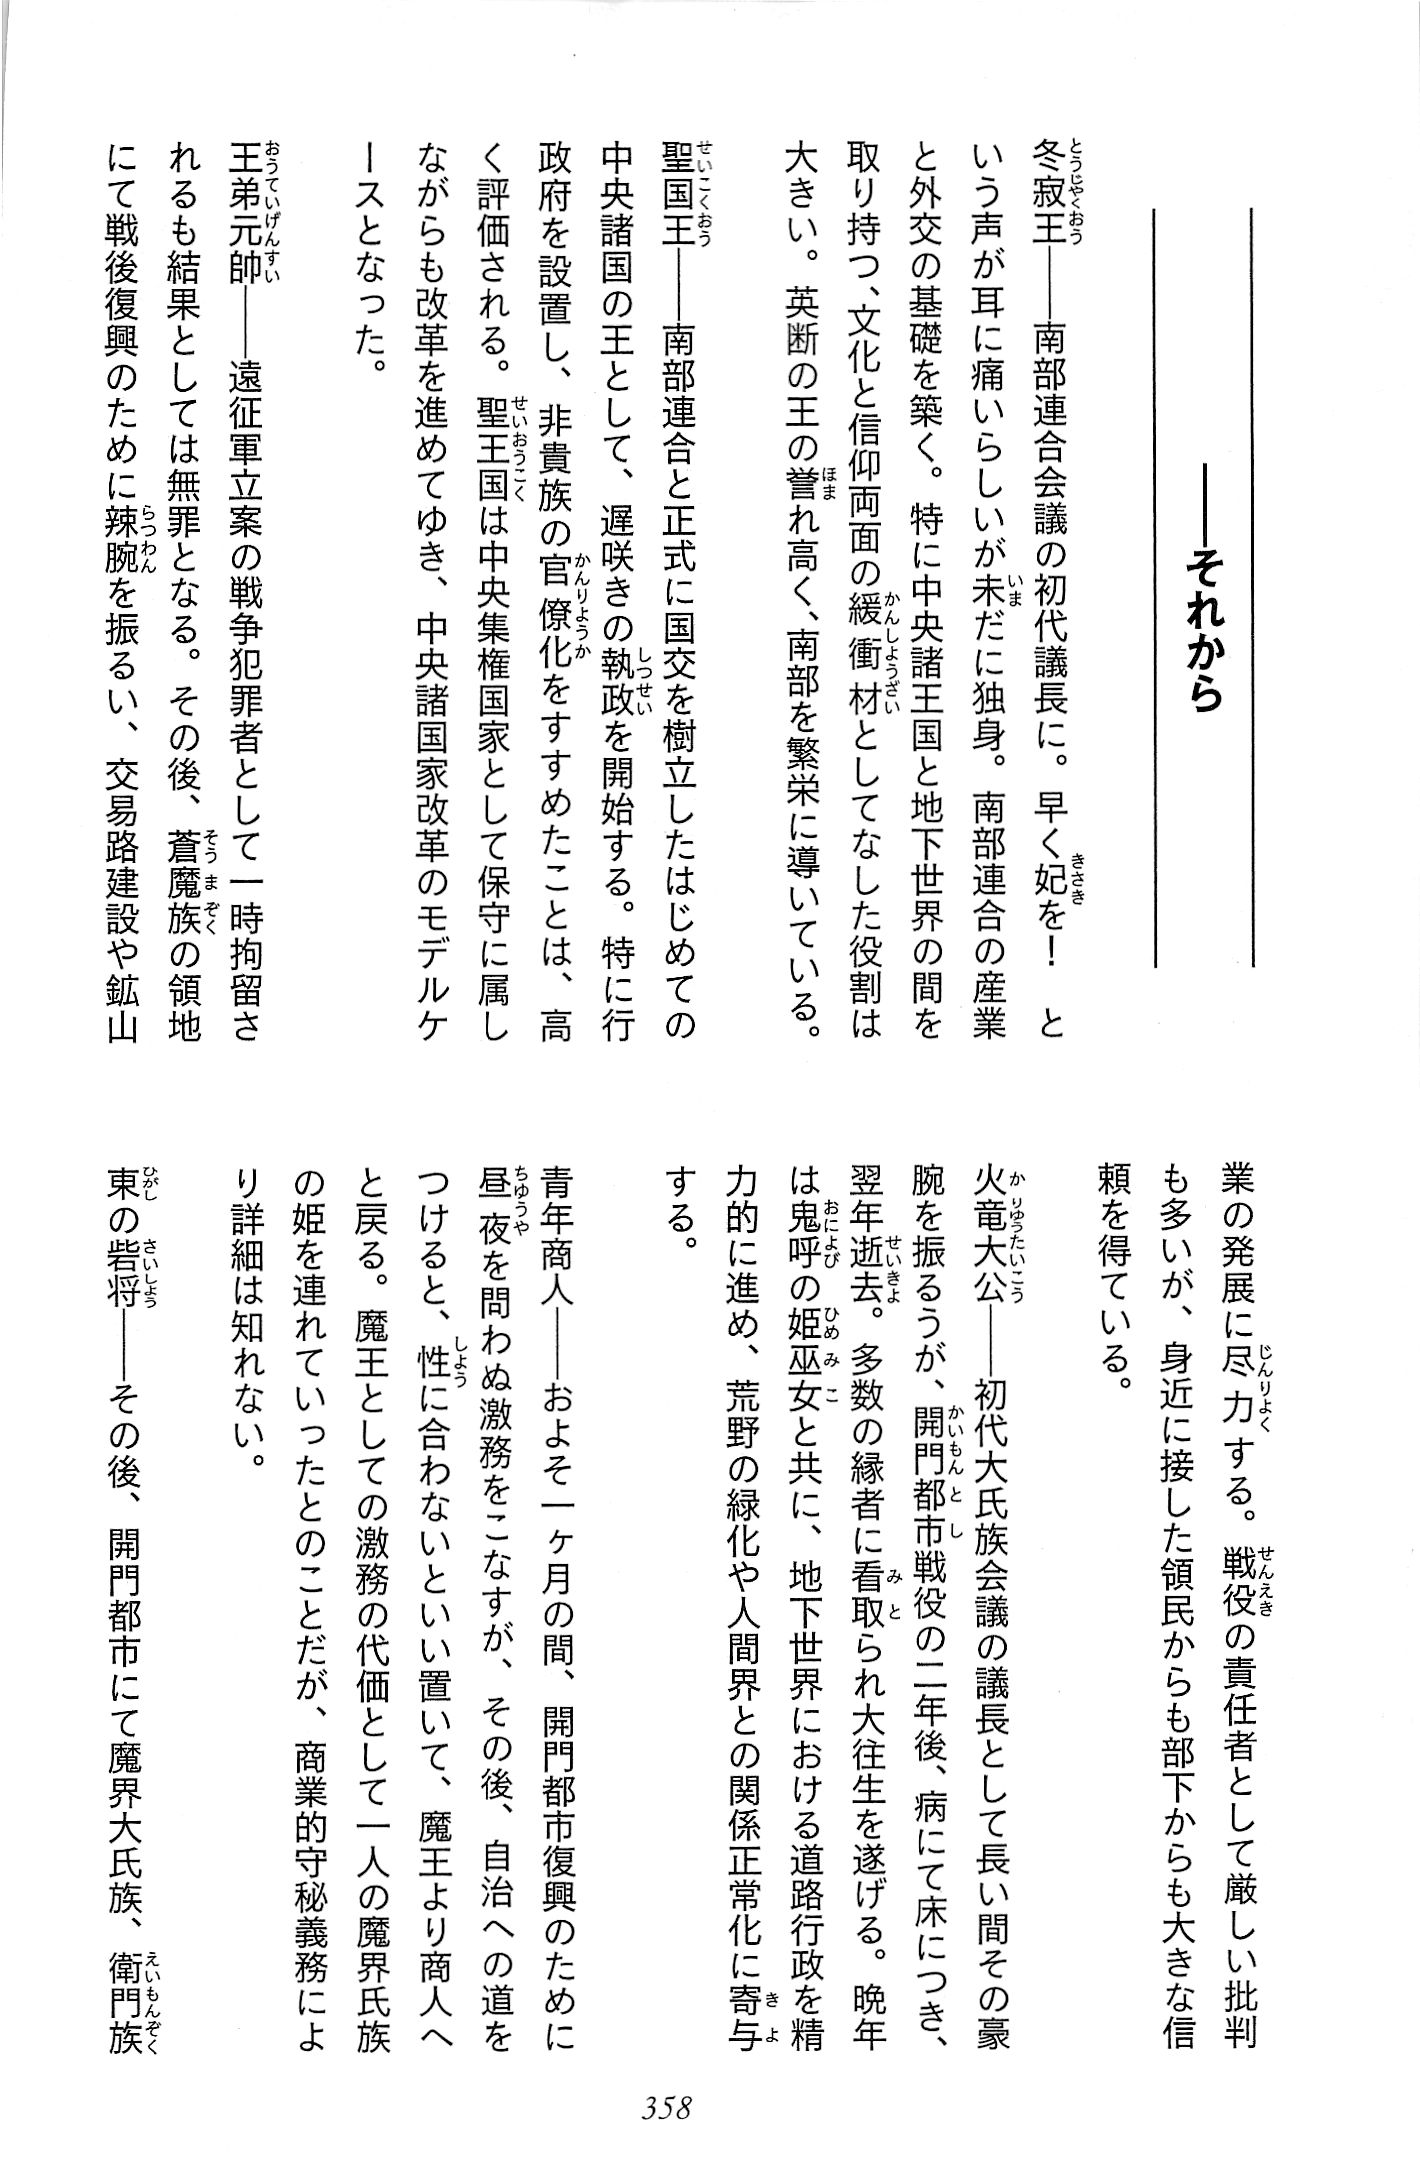 ――それから
冬寂王――南部連合会議の初代議長に。早く妃を！　と
いう声が耳に痛いらしいが未だに独身。南部連合の産業
と外交の基礎を築く。特に中央諸王国と地下世界の間を
取り持つ、文化と信仰両面の緩衝材としてなした役割は
大きい。英断の王の誉れ高く、南部を繁栄に導いている。
聖国王――南部連合と正式に国交を樹立したはじめての
中央諸国の王として、遅咲きの執政を開始する。特に行
政府を設置し、非貴族の官僚化をすすめたことは、高
く評価される。聖王国は中央集権国家として保守に属し
ながらも改革を進めてゆき、中央諸国家改革のモデルケ
ースとなった。
王弟元帥――遠征軍立案の戦争犯罪者として一時拘留さ
れるも結果としては無罪となる。その後、蒼魔族の領地
にて戦後復興のために辣腕を振るい、交易路建設や鉱山
業の発展に尽力する。戦役の責任者として厳しい批判
も多いが、身近に接した領民からも部下からも大きな信
頼を得ている。
火竜大公――初代大氏族会議の議長として長い間その豪
腕を振るうが、開門都市戦役の二年後、病にて床につき、
翌年逝去。多数の縁者に看取られ大往生を遂げる。晩年
は鬼呼の姫巫女と共に、地下世界における道路行政を精
力的に進め、荒野の緑化や人間界との関係正常化に寄与
する。
青年商人――およそ一ヶ月の間、開門都市復興のために
昼夜を問わぬ激務をこなすが、その後、自治への道を
つけると、性に合わないといい置いて、魔王より商人へ
と戻る。魔王としての激務の代価として一人の魔界氏族
の姫を連れていったとのことだが、商業的守秘義務によ
り詳細は知れない。
東の砦将――その後、開門都市にて魔界大氏族、衛門族
358